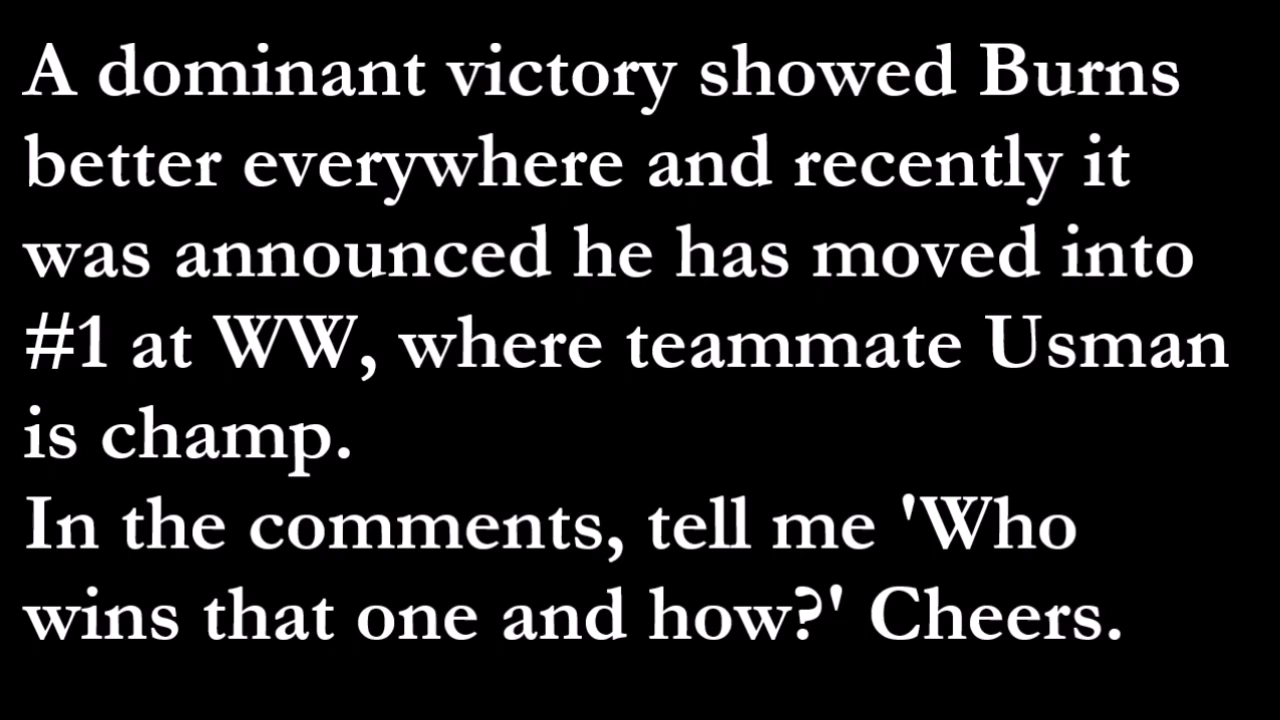 A dominant victory showed Burns
better everywhere and recently it
was announced he has moved into
#1 at WW, where teammate Usman
is champ.
In the comments, tell me 'Who
wins that one and how?' Cheers.